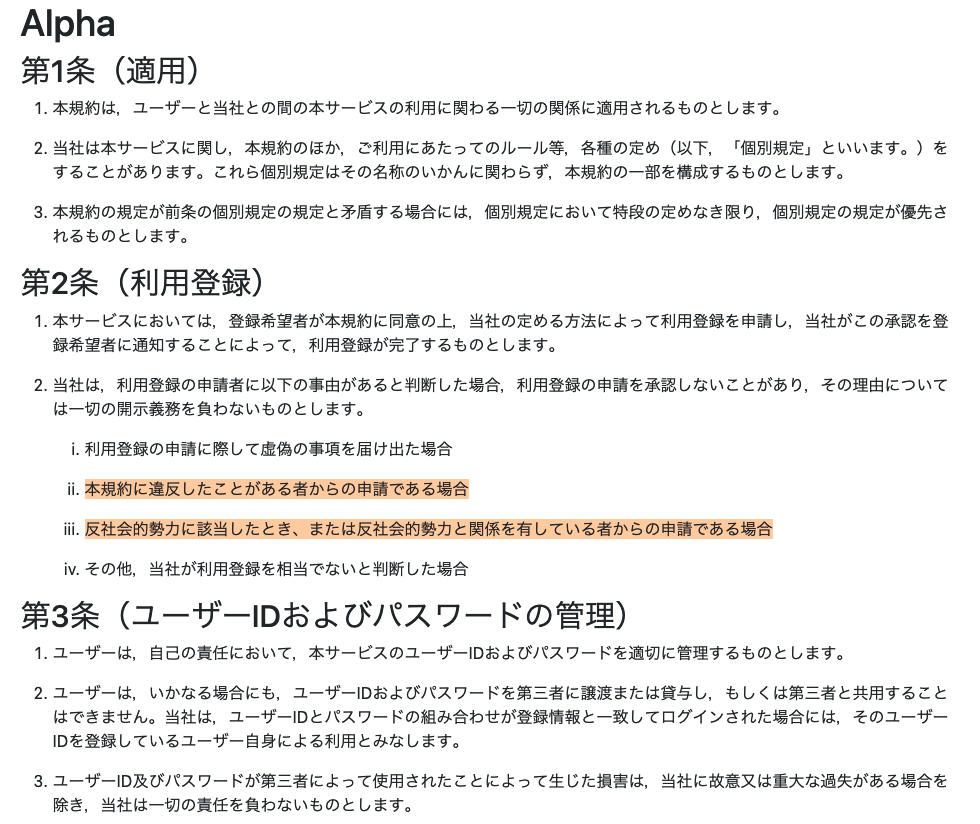 Alpha
第1条（適用）
1. 本規約は，ユーザーと当社との間の本サービスの利用に関わる一切の関係に適用されるものとします。
2. 当社は本サービスに関し，本規約のほか，ご利用にあたってのルール等，各種の定め（以下，「個別規定」といいます。）を
することがあります。これら個別規定はその名称のいかんに関わらず，本規約の一部を構成するものとします。
3. 本規約の規定が前条の個別規定の規定と矛盾する場合には，個別規定において特段の定めなき限り，個別規定の規定が優先さ
れるものとします。
第2条（利用登録）
1. 本サービスにおいては，登録希望者が本規約に同意の上，当社の定める方法によって利用登録を申請し，当社がこの承認を登
録希望者に通知することによって，利用登録が完了するものとします。
2. 当社は，利用登録の申請者に以下の事由があると判断した場合，利用登録の申請を承認しないことがあり，その理由について
は一切の開示義務を負わないものとします。
i. 利用登録の申請に際して虚偽の事項を届け出た場合
ii. 本規約に違反したことがある者からの申請である場合
iii. 反社会的勢力に該当したとき、または反社会的勢力と関係を有している者からの申請である場合
iv. その他，当社が利用登録を相当でないと判断した場合
第3条（ユーザーIDおよびパスワードの管理）
1. ユーザーは，自己の責任において，本サービスのユーザーIDおよびパスワードを適切に管理するものとします。
2. ユーザーは，いかなる場合にも，ユーザーIDおよびパスワードを第三者に譲渡または貸与し，もしくは第三者と共用すること
はできません。当社は，ユーザーIDとパスワードの組み合わせが登録情報と一致してログインされた場合には，そのユーザー
IDを登録しているユーザー自身による利用とみなします。
3. ユーザーID及びパスワードが第三者によって使用されたことによって生じた損害は，当社に故意又は重大な過失がある場合を
除き，当社は一切の責任を負わないものとします。